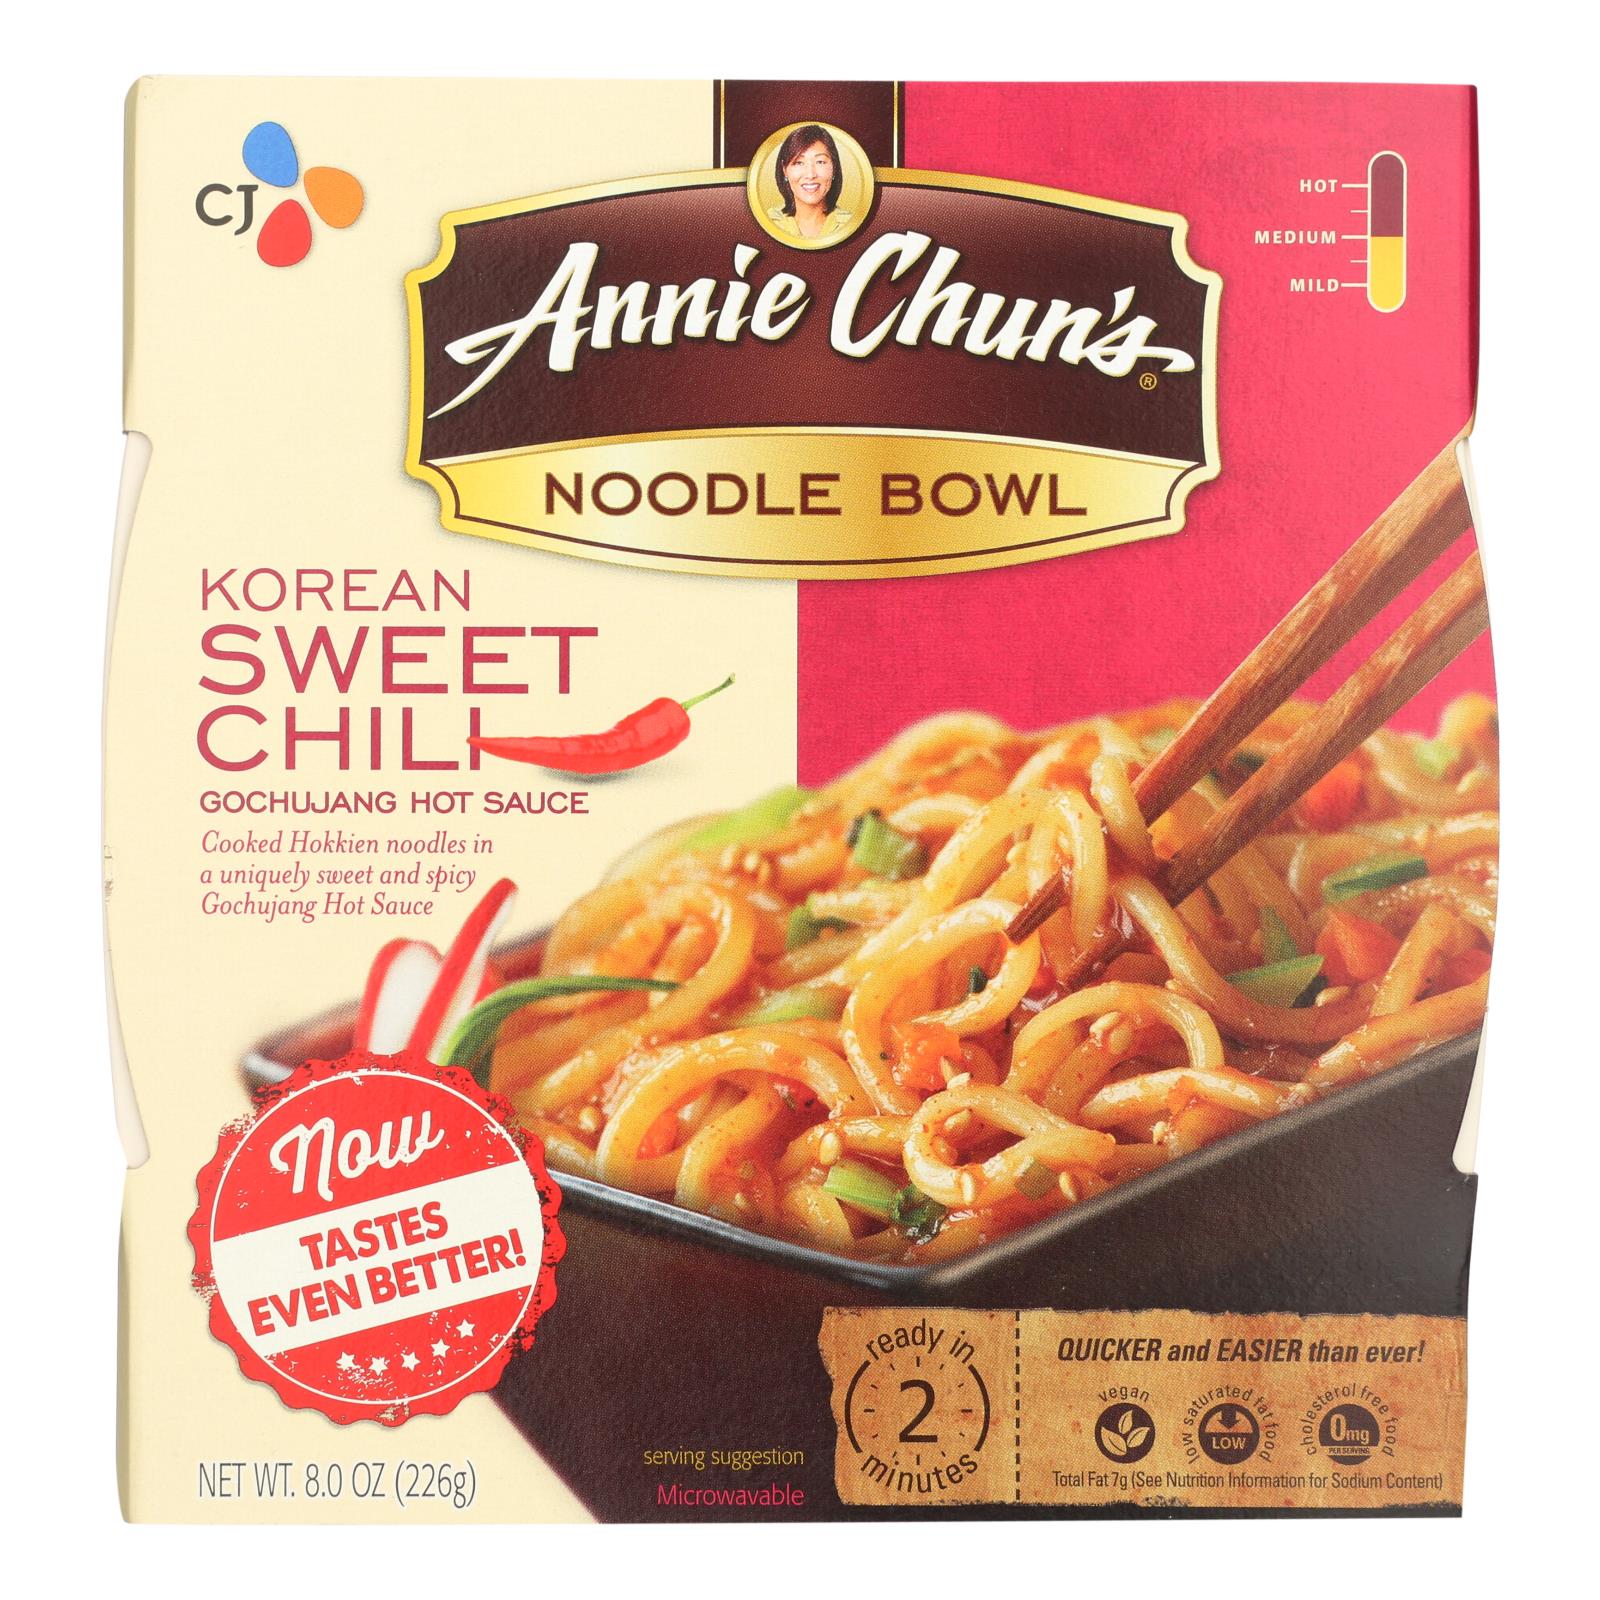 CJ
HOT
MEDIUM
MILD
Annie Chun's®
NOODLE BOWL
KOREAN
SWEET
CHILI
GOCHUJANG HOT SAUCE
Cooked Hokkien noodles in
a uniquely sweet and spicy
Gochujang Hot Sauce
Now
TASTES
EVEN BETTER!
NET WT. 8.0 OZ (226g)
serving suggestion
Microwavable
ready in
2
minutes
QUICKER and EASIER than ever!
vegan
low saturated fat food
LOW
cholesterol free food
0mg
PER SERVING
Total Fat 7g (See Nutrition Information for Sodium Content)